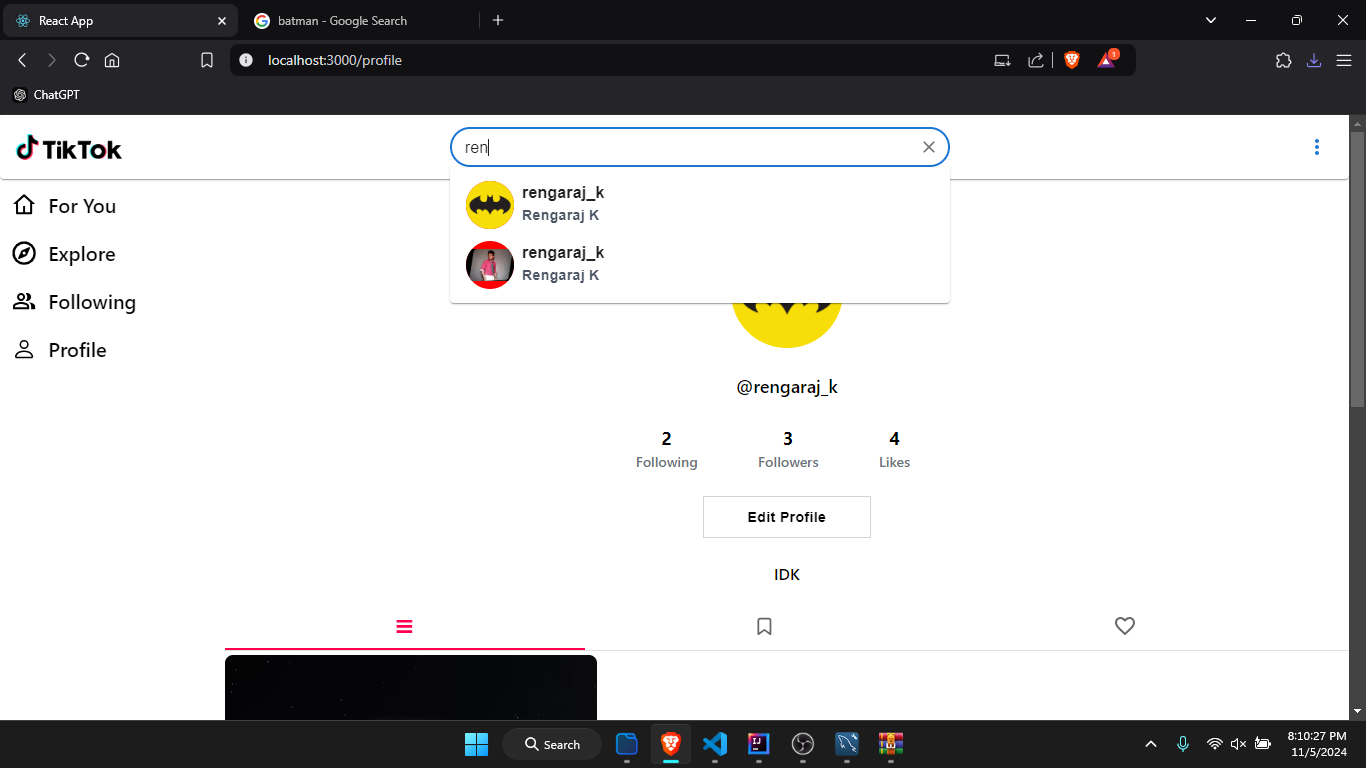 React App
batman - Google Search
localhost:3000/profile
1
ChatGPT
TikTok
ren
rengaraj_k
Rengaraj K
rengaraj_k
Rengaraj K
For You
Explore
Following
Profile
@rengaraj_k
2 3 4
Following Followers Likes
Edit Profile
IDK
Search
8:10:27 PM
11/5/2024